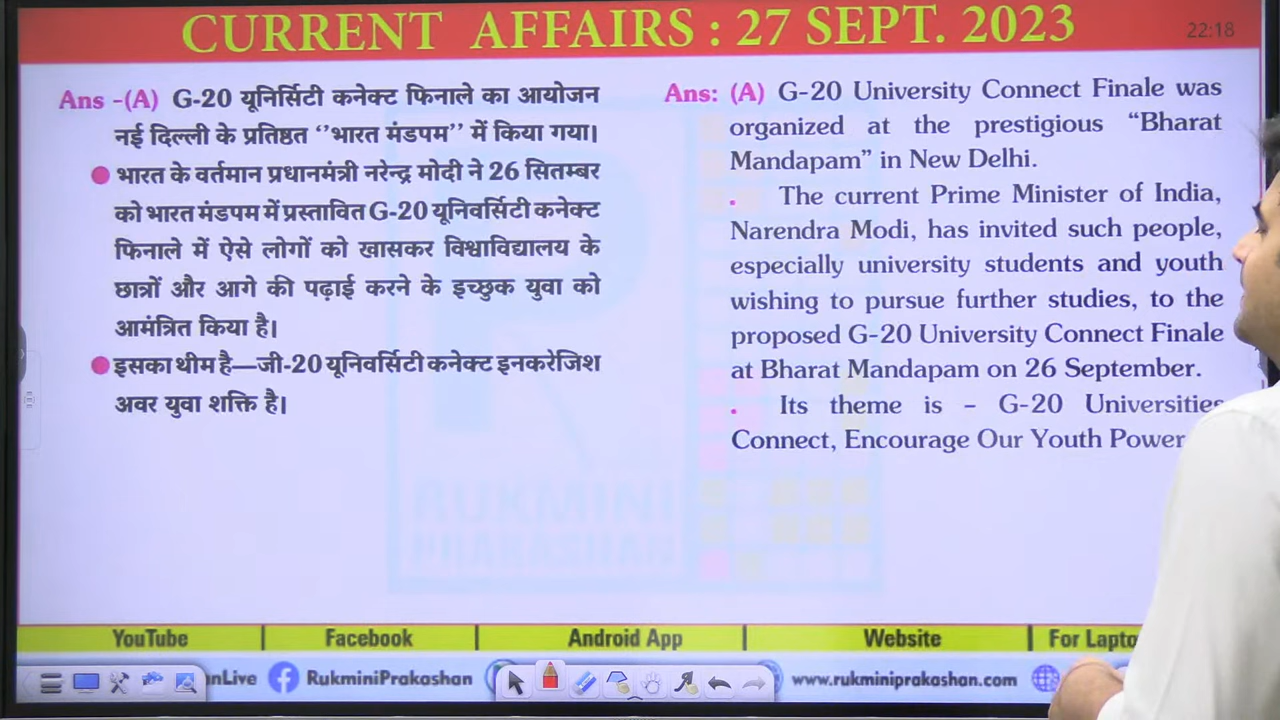 CURRENT AFFAIRS : 27 SEPT. 2023
22:18
Ans -(A) G-20 यूनिर्सिटी कनेक्ट फिनाले का आयोजन
नई दिल्ली के प्रतिष्ठत ‘‘भारत मंडपम’’ में किया गया।
भारत के वर्तमान प्रधानमंत्री नरेन्द्र मोदी ने 26 सितम्बर
को भारत मंडपम में प्रस्तावित G-20 यूनिवर्सिटी कनेक्ट
फिनाले में ऐसे लोगों को खासकर विश्वाविद्यालय के
छात्रों और आगे की पढ़ाई करने के इच्छुक युवा को
आमंत्रित किया है।
इसका थीम है—जी-20 यूनिवर्सिटी कनेक्ट इनकरेजिश
अवर युवा शक्ति है।
Ans: (A) G-20 University Connect Finale was
organized at the prestigious “Bharat
Mandapam” in New Delhi.
. The current Prime Minister of India,
Narendra Modi, has invited such people,
especially university students and youth
wishing to pursue further studies, to the
proposed G-20 University Connect Finale
at Bharat Mandapam on 26 September.
. Its theme is - G-20 Universities
Connect, Encourage Our Youth Power
RUKMINI
PRAKASHAN
YouTube | Facebook | Android App | Website | For Lapto
nLive RukminiPrakashan www.rukminiprakashan.com